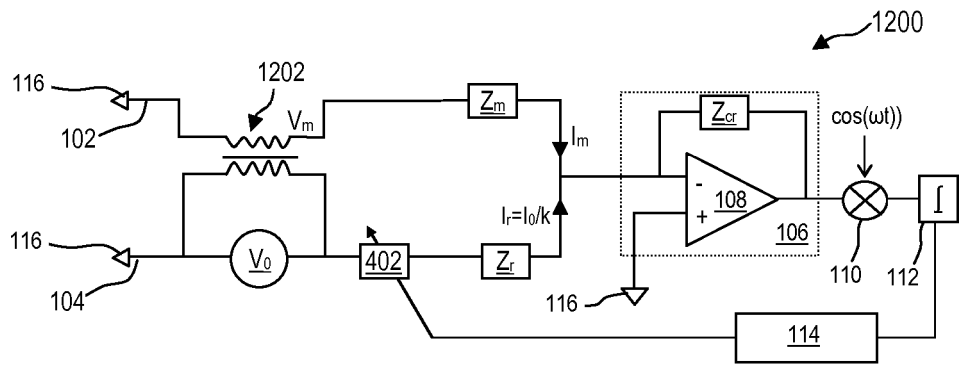 1200
116
1202
102
Vm
Zm
Zcr
cos(ωt))
Im
-
108
Ir=I0/k
+
106
∫
110
112
116
104
V0
402
Zr
116
114